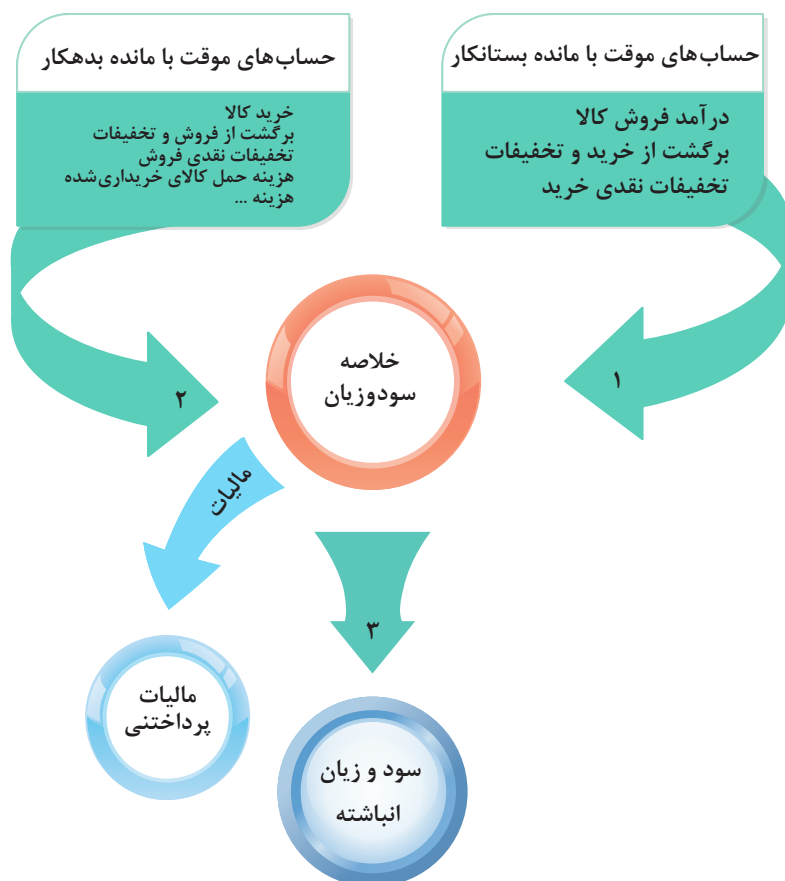 حساب‌های موقت با مانده بستانکار
درآمد فروش کالا
برگشت از خرید و تخفیفات
تخفیفات نقدی خرید
حساب‌های موقت با مانده بدهکار
خرید کالا
برگشت از فروش و تخفیفات
تخفیفات نقدی فروش
هزینه حمل کالای خریداری‌شده
هزینه ...
۱
۲
خلاصه
سودوزیان
مالیات
۳
مالیات
پرداختنی
سود و زیان
انباشته